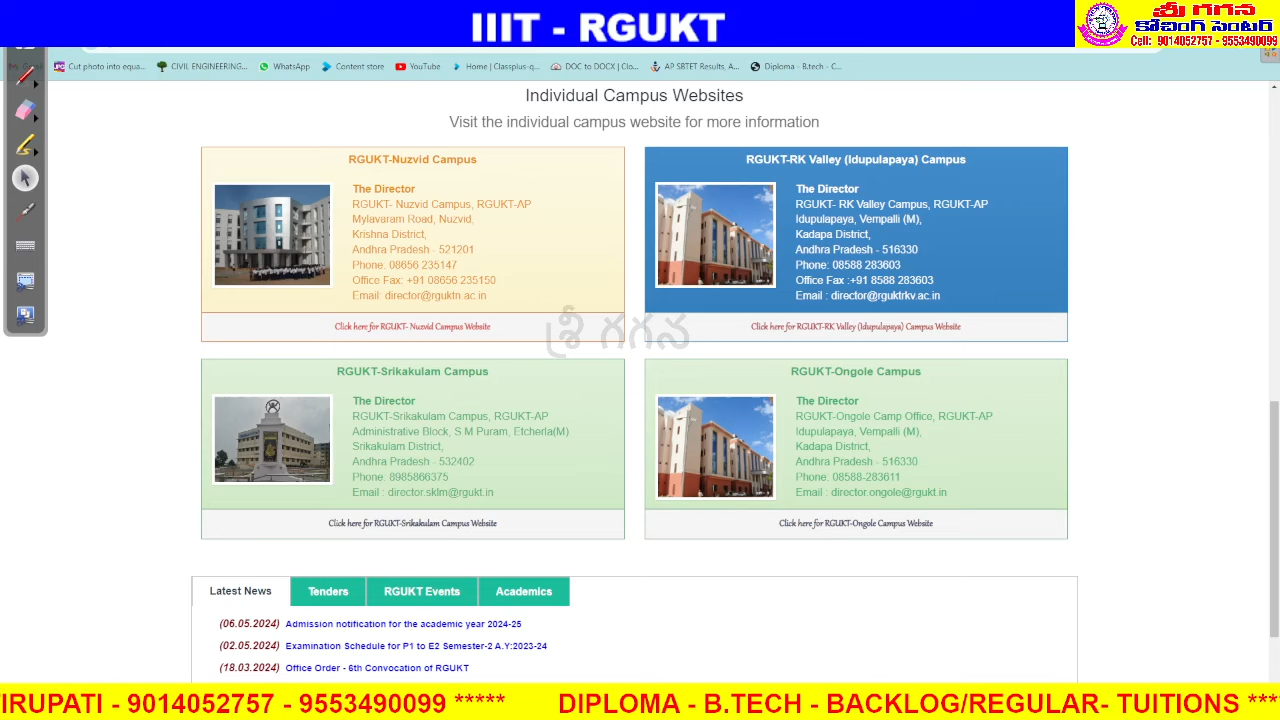 IIIT - RGUKT
శ్రీ గగన
కోచింగ్ సెంటర్
Cell: 9014052757 - 9553490099
Cut photo into equa...
CIVIL ENGINEERING...
WhatsApp
Content store
YouTube
Home | Classplus-q...
DOC to DOCX | Clo...
AP SBTET Results, A...
Diploma - B.tech - C...
Individual Campus Websites
Visit the individual campus website for more information
RGUKT-Nuzvid Campus
The Director
RGUKT- Nuzvid Campus, RGUKT-AP
Mylavaram Road, Nuzvid,
Krishna District,
Andhra Pradesh - 521201
Phone: 08656 235147
Office Fax: +91 08656 235150
Email: director@rguktn.ac.in
Click here for RGUKT- Nuzvid Campus Website
RGUKT-RK Valley (Idupulapaya) Campus
The Director
RGUKT- RK Valley Campus, RGUKT-AP
Idupulapaya, Vempalli (M),
Kadapa District,
Andhra Pradesh - 516330
Phone: 08588 283603
Office Fax :+91 8588 283603
Email : director@rguktrkv.ac.in
Click here for RGUKT-RK Valley (Idupulapaya) Campus Website
శ్రీ గగన
RGUKT-Srikakulam Campus
The Director
RGUKT-Srikakulam Campus, RGUKT-AP
Administrative Block, S.M Puram, Etcherla(M)
Srikakulam District,
Andhra Pradesh - 532402
Phone: 8985866375
Email : director.sklm@rgukt.in
Click here for RGUKT-Srikakulam Campus Website
RGUKT-Ongole Campus
The Director
RGUKT-Ongole Camp Office, RGUKT-AP
Idupulapaya, Vempalli (M),
Kadapa District,
Andhra Pradesh - 516330
Phone: 08588-283611
Email : director.ongole@rgukt.in
Click here for RGUKT-Ongole Campus Website
Latest News
Tenders
RGUKT Events
Academics
(06.05.2024) Admission notification for the academic year 2024-25
(02.05.2024) Examination Schedule for P1 to E2 Semester-2 A.Y:2023-24
(18.03.2024) Office Order - 6th Convocation of RGUKT
TIRUPATI - 9014052757 - 9553490099 ***** DIPLOMA - B.TECH - BACKLOG/REGULAR- TUITIONS ****